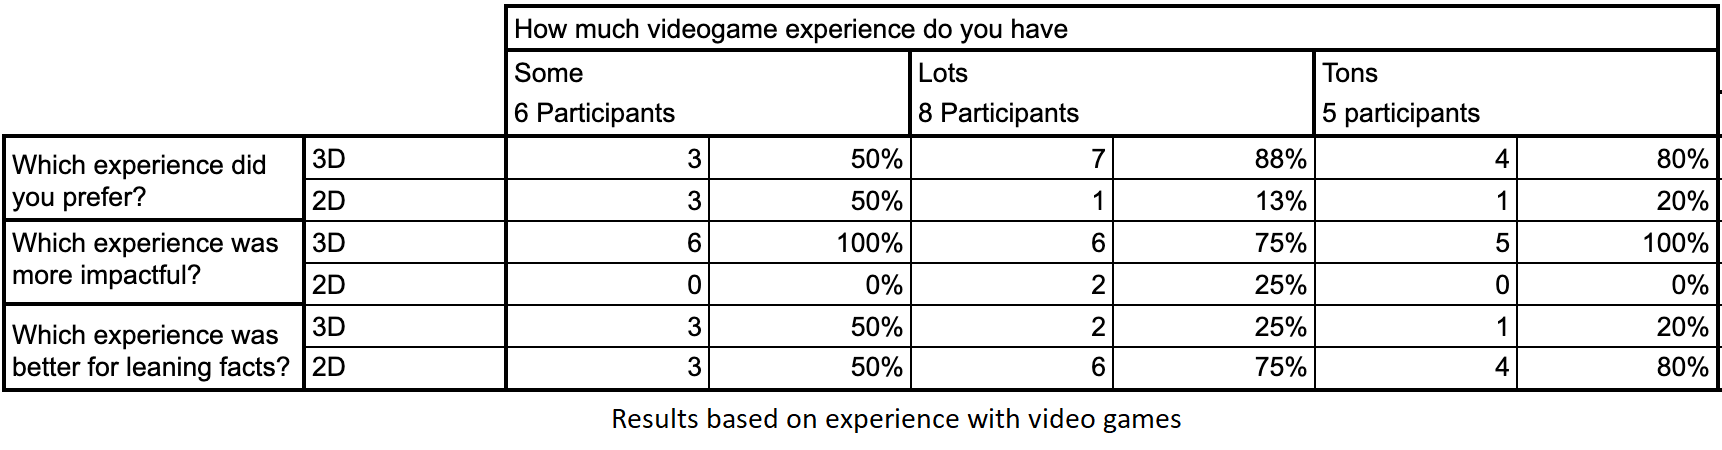 How much videogame experience do you have
Some Lots Tons
6 Participants 8 Participants 5 participants
Which experience did you prefer? 3D 3 50% 7 88% 4 80%
2D 3 50% 1 13% 1 20%
Which experience was more impactful? 3D 6 100% 6 75% 5 100%
2D 0 0% 2 25% 0 0%
Which experience was better for leaning facts? 3D 3 50% 2 25% 1 20%
2D 3 50% 6 75% 4 80%
Results based on experience with video games